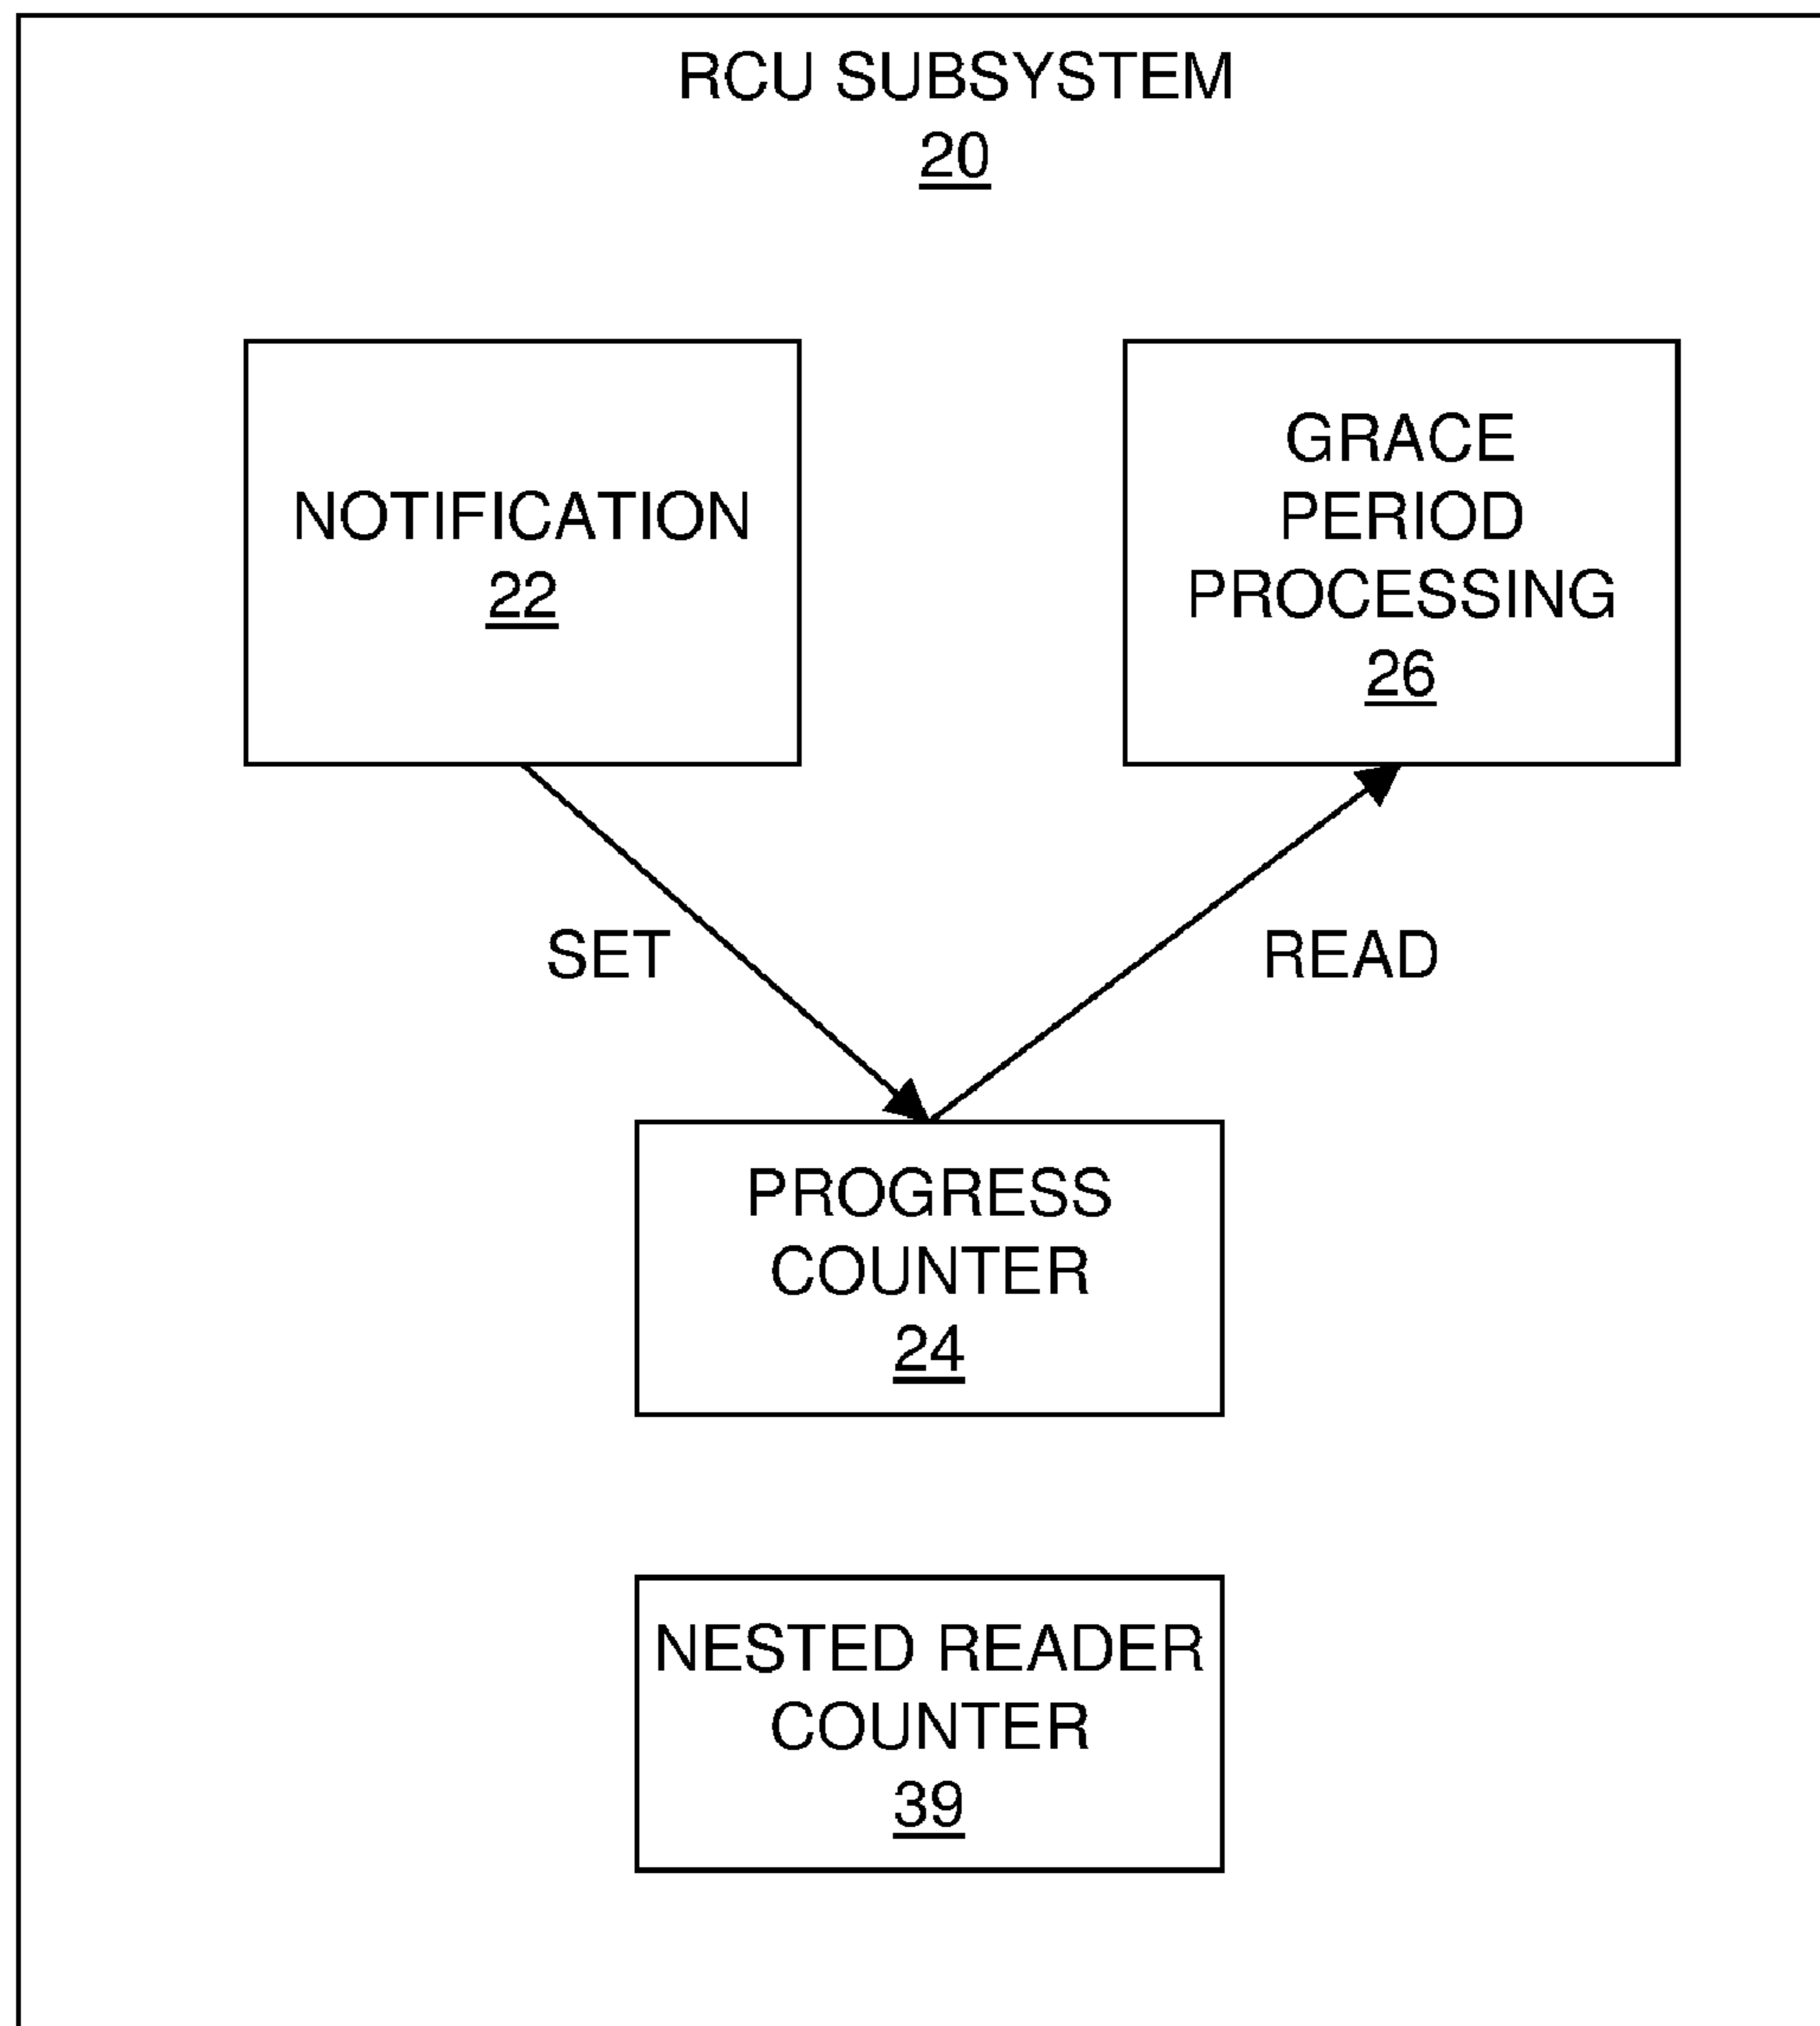 RCU SUBSYSTEM
20
NOTIFICATION
22
GRACE
PERIOD
PROCESSING
26
SET
READ
PROGRESS
COUNTER
24
NESTED READER
COUNTER
39